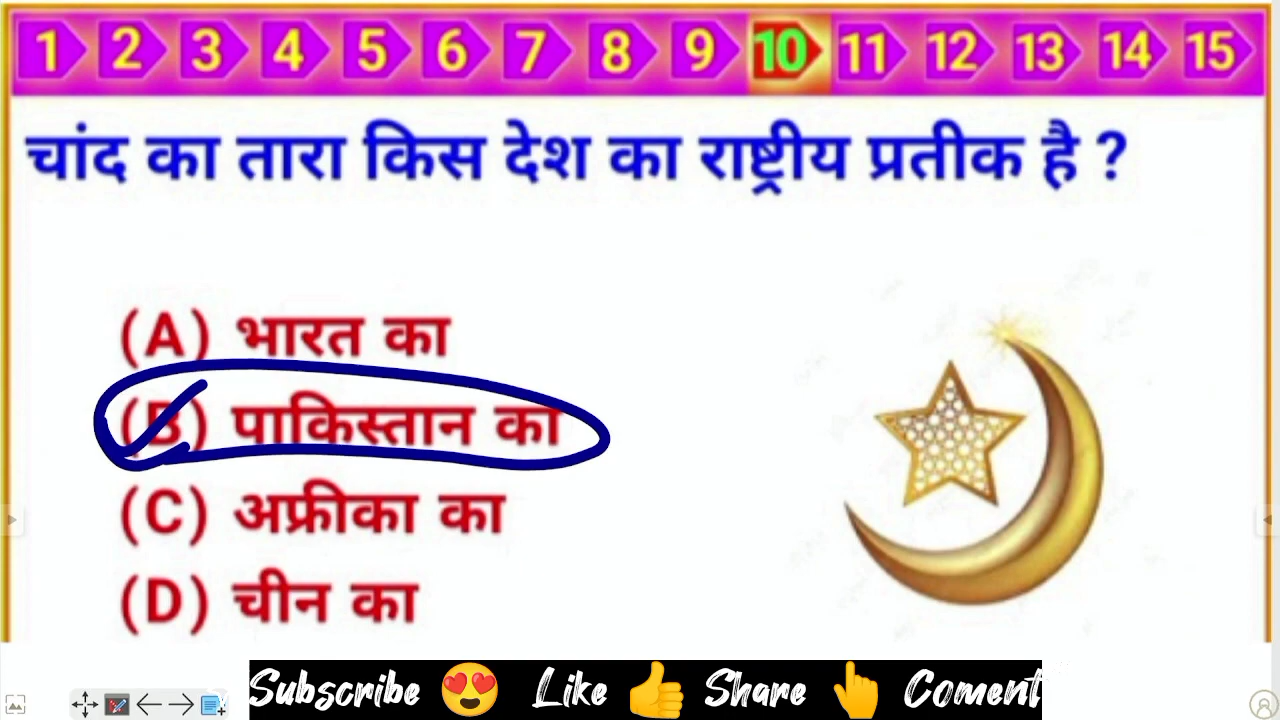 1 2 3 4 5 6 7 8 9 10 11 12 13 14 15
चांद का तारा किस देश का राष्ट्रीय प्रतीक है ?
(A) भारत का
(B) पाकिस्तान का
(C) अफ्रीका का
(D) चीन का
Subscribe 😍 Like 👍 Share 👆 Coment